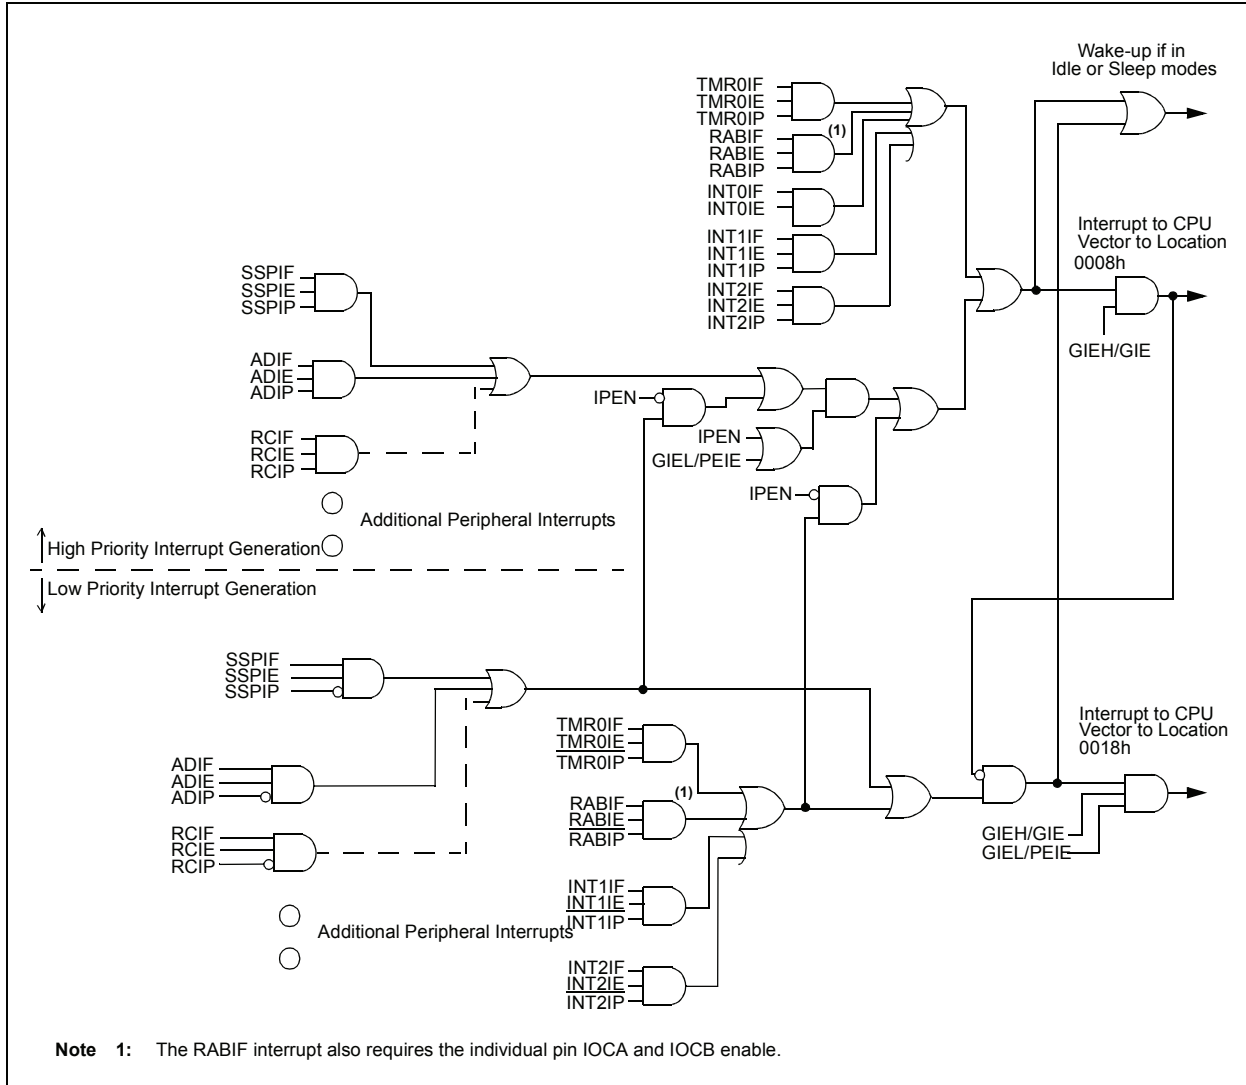 Wake-up if in
Idle or Sleep modes
TMR0IF
TMR0IE
TMR0IP
(1)
RABIF
RABIE
RABIP
INT0IF
INT0IE
INT1IF
INT1IE
INT1IP
INT2IF
INT2IE
INT2IP
Interrupt to CPU
Vector to Location
0008h
GIEH/GIE
SSPIF
SSPIE
SSPIP
ADIF
ADIE
ADIP
RCIF
RCIE
RCIP
IPEN
IPEN
GIEL/PEIE
IPEN
Additional Peripheral Interrupts
High Priority Interrupt Generation
Low Priority Interrupt Generation
SSPIF
SSPIE
SSPIP
ADIF
ADIE
ADIP
RCIF
RCIE
RCIP
Additional Peripheral Interrupts
TMR0IF
TMR0IE
TMR0IP
(1)
RABIF
RABIE
RABIP
INT1IF
INT1IE
INT1IP
INT2IF
INT2IE
INT2IP
Interrupt to CPU
Vector to Location
0018h
GIEH/GIE
GIEL/PEIE
Note 1: The RABIF interrupt also requires the individual pin IOCA and IOCB enable.